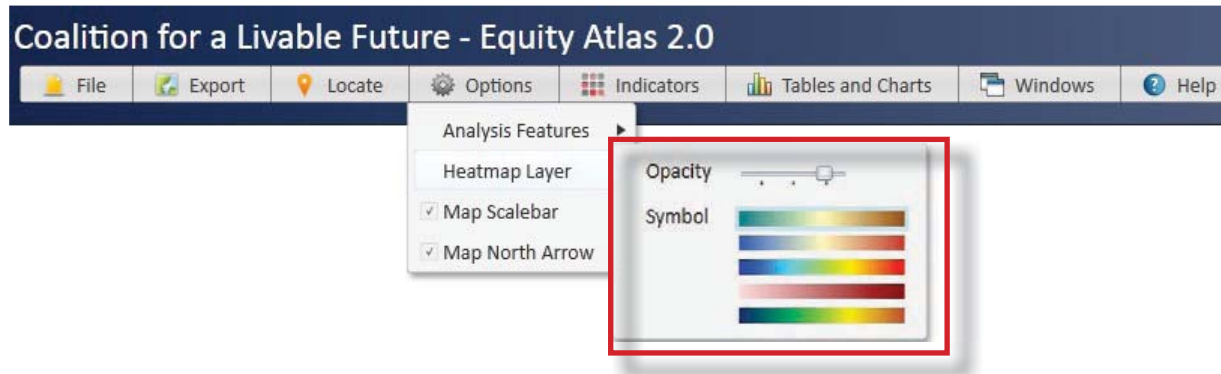 Coalition for a Livable Future - Equity Atlas 2.0
File Export Locate Options Indicators Tables and Charts Windows Help
Analysis Features
Heatmap Layer
Map Scalebar
Map North Arrow
Opacity
Symbol